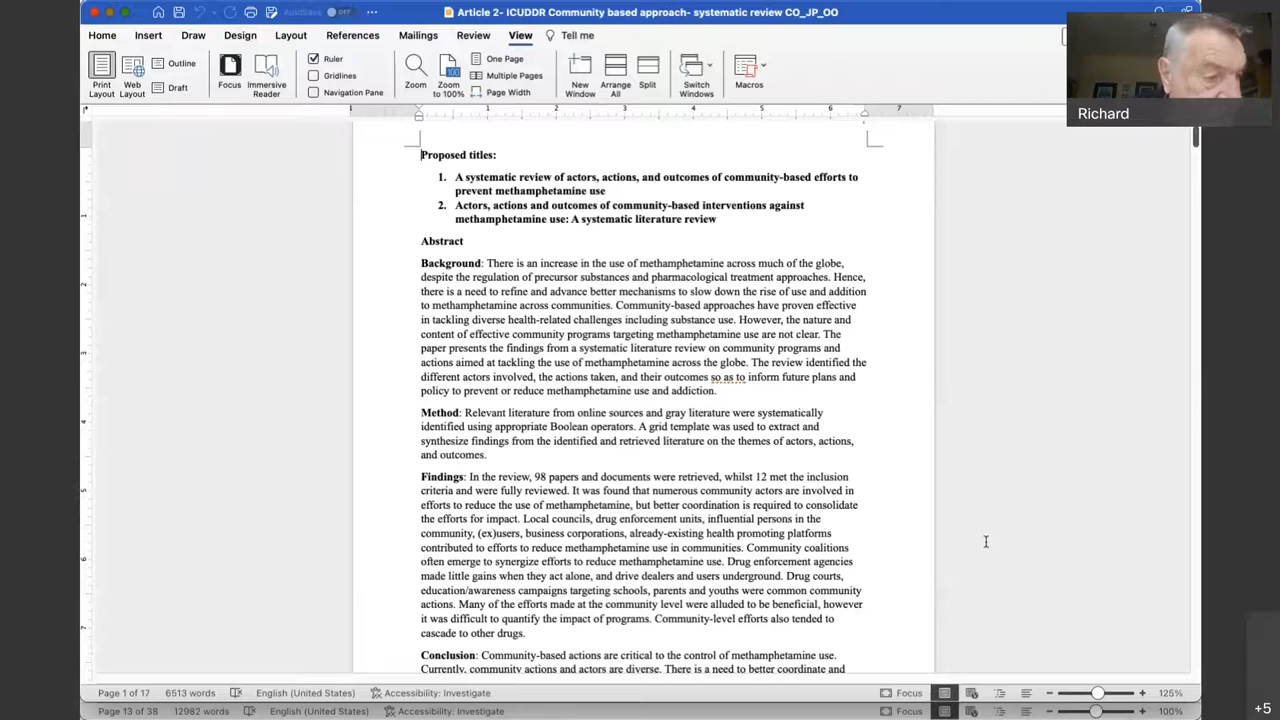 AutoSave OFF
Article 2- ICUDDR Community based approach- systematic review CO_JP_OO
Home Insert Draw Design Layout References Mailings Review View Tell me
Print Layout
Web Layout
Outline
Draft
Focus
Immersive Reader
Ruler
Gridlines
Navigation Pane
Zoom
Zoom to 100%
One Page
Multiple Pages
Page Width
New Window
Arrange All
Split
Switch Windows
Macros
Richard
1 1 2 3 4 5 6 7
Proposed titles:
1. A systematic review of actors, actions, and outcomes of community-based efforts to
prevent methamphetamine use
2. Actors, actions and outcomes of community-based interventions against
methamphetamine use: A systematic literature review
Abstract
Background: There is an increase in the use of methamphetamine across much of the globe,
despite the regulation of precursor substances and pharmacological treatment approaches. Hence,
there is a need to refine and advance better mechanisms to slow down the rise of use and addition
to methamphetamine across communities. Community-based approaches have proven effective
in tackling diverse health-related challenges including substance use. However, the nature and
content of effective community programs targeting methamphetamine use are not clear. The
paper presents the findings from a systematic literature review on community programs and
actions aimed at tackling the use of methamphetamine across the globe. The review identified the
different actors involved, the actions taken, and their outcomes so as to inform future plans and
policy to prevent or reduce methamphetamine use and addiction.
Method: Relevant literature from online sources and gray literature were systematically
identified using appropriate Boolean operators. A grid template was used to extract and
synthesize findings from the identified and retrieved literature on the themes of actors, actions,
and outcomes.
Findings: In the review, 98 papers and documents were retrieved, whilst 12 met the inclusion
criteria and were fully reviewed. It was found that numerous community actors are involved in
efforts to reduce the use of methamphetamine, but better coordination is required to consolidate
the efforts for impact. Local councils, drug enforcement units, influential persons in the
community, (ex)users, business corporations, already-existing health promoting platforms
contributed to efforts to reduce methamphetamine use in communities. Community coalitions
often emerge to synergize efforts to reduce methamphetamine use. Drug enforcement agencies
made little gains when they act alone, and drive dealers and users underground. Drug courts,
education/awareness campaigns targeting schools, parents and youths were common community
actions. Many of the efforts made at the community level were alluded to be beneficial, however
it was difficult to quantify the impact of programs. Community-level efforts also tended to
cascade to other drugs.
Conclusion: Community-based actions are critical to the control of methamphetamine use.
Currently, community actions and actors are diverse. There is a need to better coordinate and
Page 1 of 17 6513 words English (United States) Accessibility: Investigate Focus 125%
Page 13 of 38 12982 words English (United States) Accessibility: Investigate Focus 100%
+5